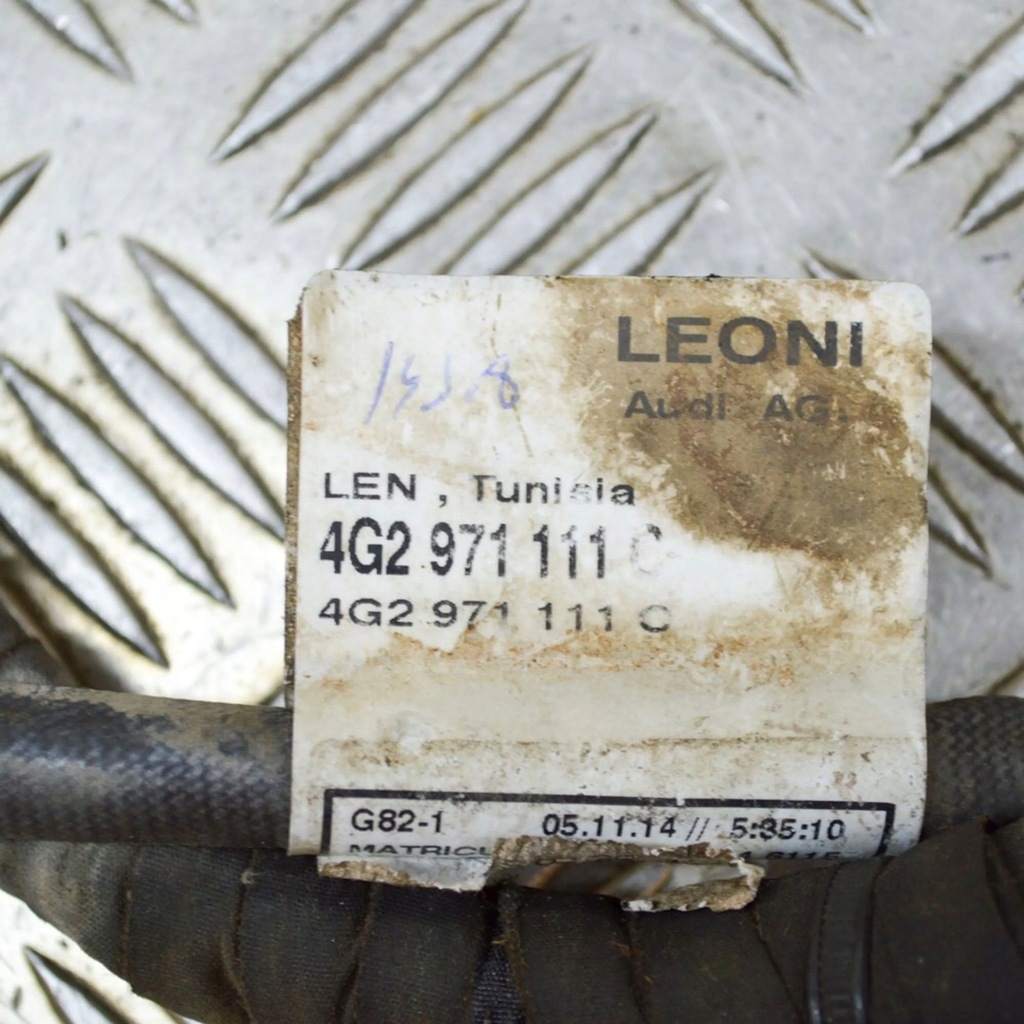 LEONI
Audi AG.
LEN , Tunisia
4G2 971 111 C
4G2 971 111 C
G82-1 05.11.14 // 5:35:10